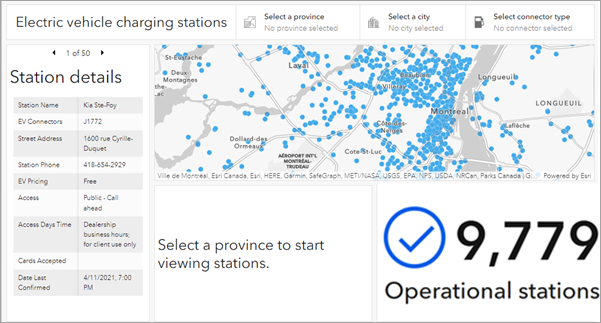 Electric vehicle charging stations
Select a province
No province selected
Select a city
No city selected
Select connector type
No connector selected
1 of 50
Station details
Station Name Kia Ste-Foy
EV Connectors J1772
Street Address 1600 rue Cyrille-
Duquet
Station Phone 418-654-2929
EV Pricing Free
Access Public - Call
ahead
Access Days Time Dealership
business hours;
for client use only
Cards Accepted
Date Last
Confirmed
4/11/2021, 7:00
PM
St-Eustache
Laval
Deux-
Montagnes
Villeray
Longueuil
LONGUEUIL
Montréal
Côte-des-
Neiges
Laflèche
Dollard-des
Ormeaux
Cote-St-Luc
AÉROPORT INT'L
MONTRÉAL-
TRUDEAU
Ville de Montreal, Esri Canada, Esri, HERE, Garmin, SafeGraph, METI/NASA, USGS, EPA, NPS, USDA, NRCan, Parks Canada | G...
Powered by Esri
Select a province to start
viewing stations.
9,779
Operational stations